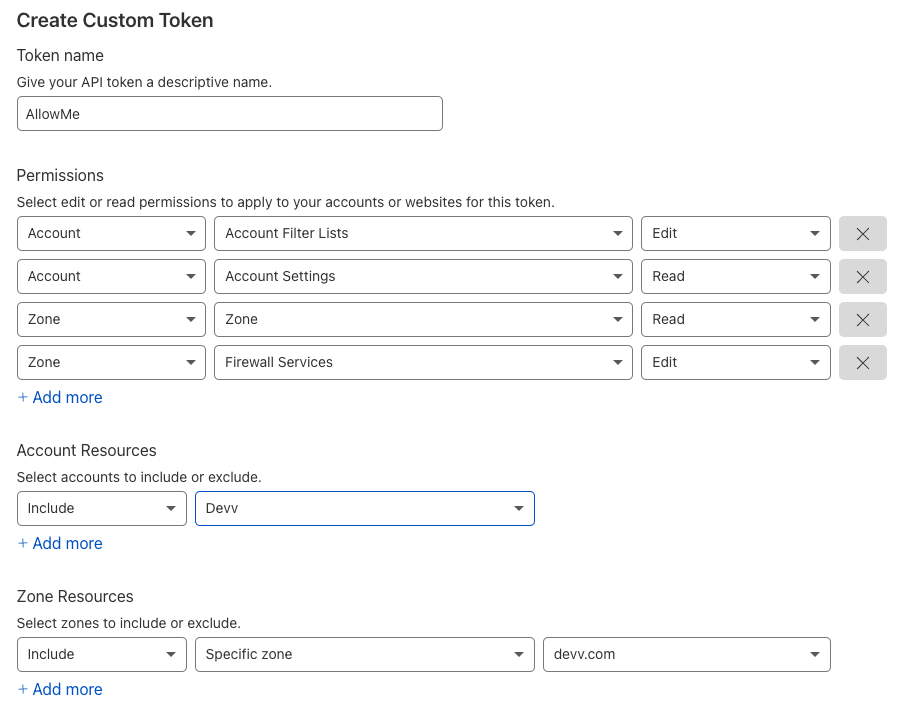 Create Custom Token
Token name
Give your API token a descriptive name.
AllowMe
Permissions
Select edit or read permissions to apply to your accounts or websites for this token.
Account Account Filter Lists Edit
Account Account Settings Read
Zone Zone Read
Zone Firewall Services Edit
+ Add more
Account Resources
Select accounts to include or exclude.
Include Devv
+ Add more
Zone Resources
Select zones to include or exclude.
Include Specific zone devv.com
+ Add more